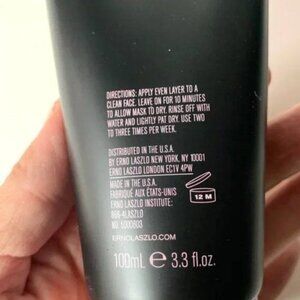 DIRECTIONS: APPLY EVEN LAYER TO A
CLEAN FACE. LEAVE ON FOR 10 MINUTES
TO ALLOW MASK TO DRY. RINSE OFF WITH
WATER AND LIGHTLY PAT DRY. USE TWO
TO THREE TIMES PER WEEK.
DISTRIBUTED IN THE U.S.A.
BY ERNO LASZLO NEW YORK, NY. 10001
ERNO LASZLO LONDON EC1V 4PW
MADE IN THE U.S.A.
FABRIQUÉ AUX ÉTATS-UNIS
ERNO LASZLO INSTITUTE:
888-4LASZLO
12 M
ERNOLASZLO.COM
100mL e 3.3 fl.oz.